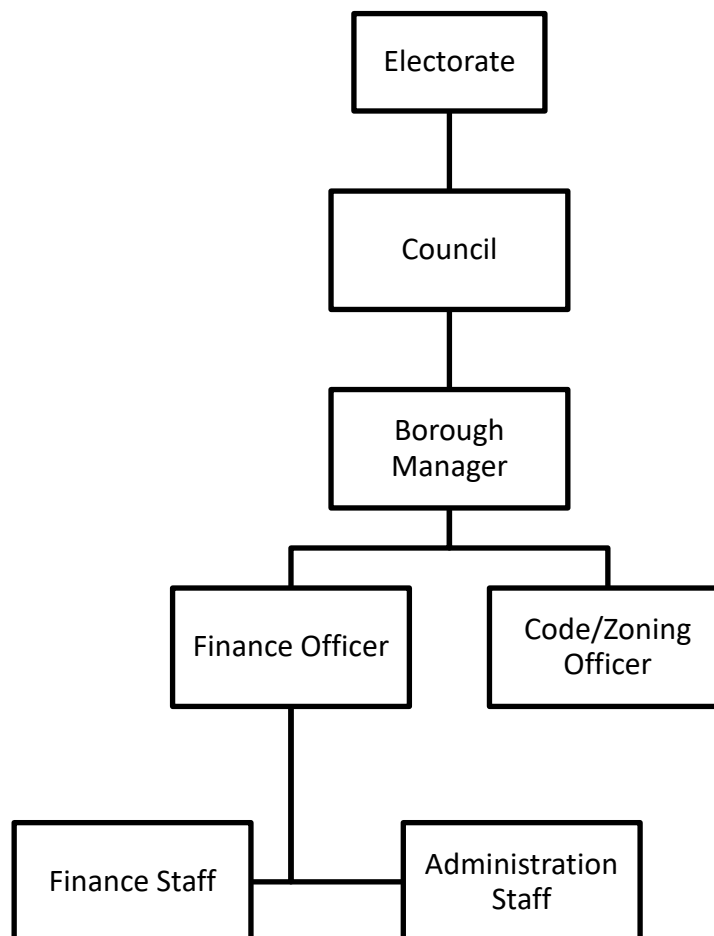 Electorate
Council
Borough
Manager
Finance Officer
Code/Zoning
Officer
Finance Staff
Administration
Staff